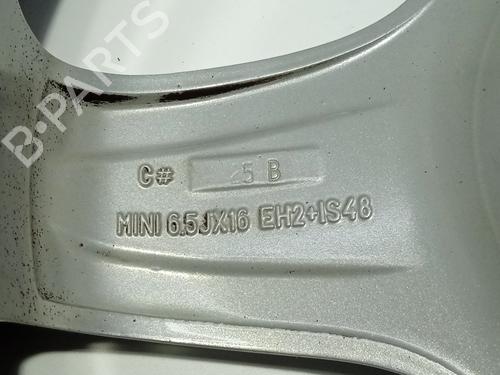 B-PARTS
C# 5 B
MINI 6.5JX16 EH2+IS48